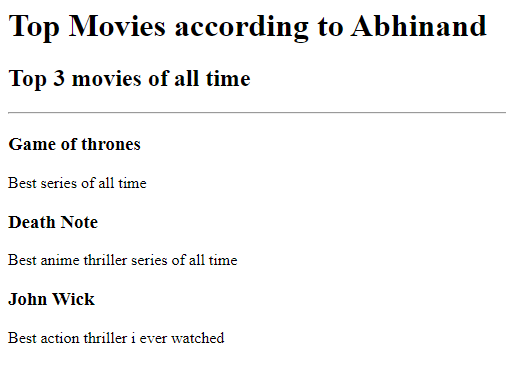 Top Movies according to Abhinand
Top 3 movies of all time
Game of thrones
Best series of all time
Death Note
Best anime thriller series of all time
John Wick
Best action thriller i ever watched